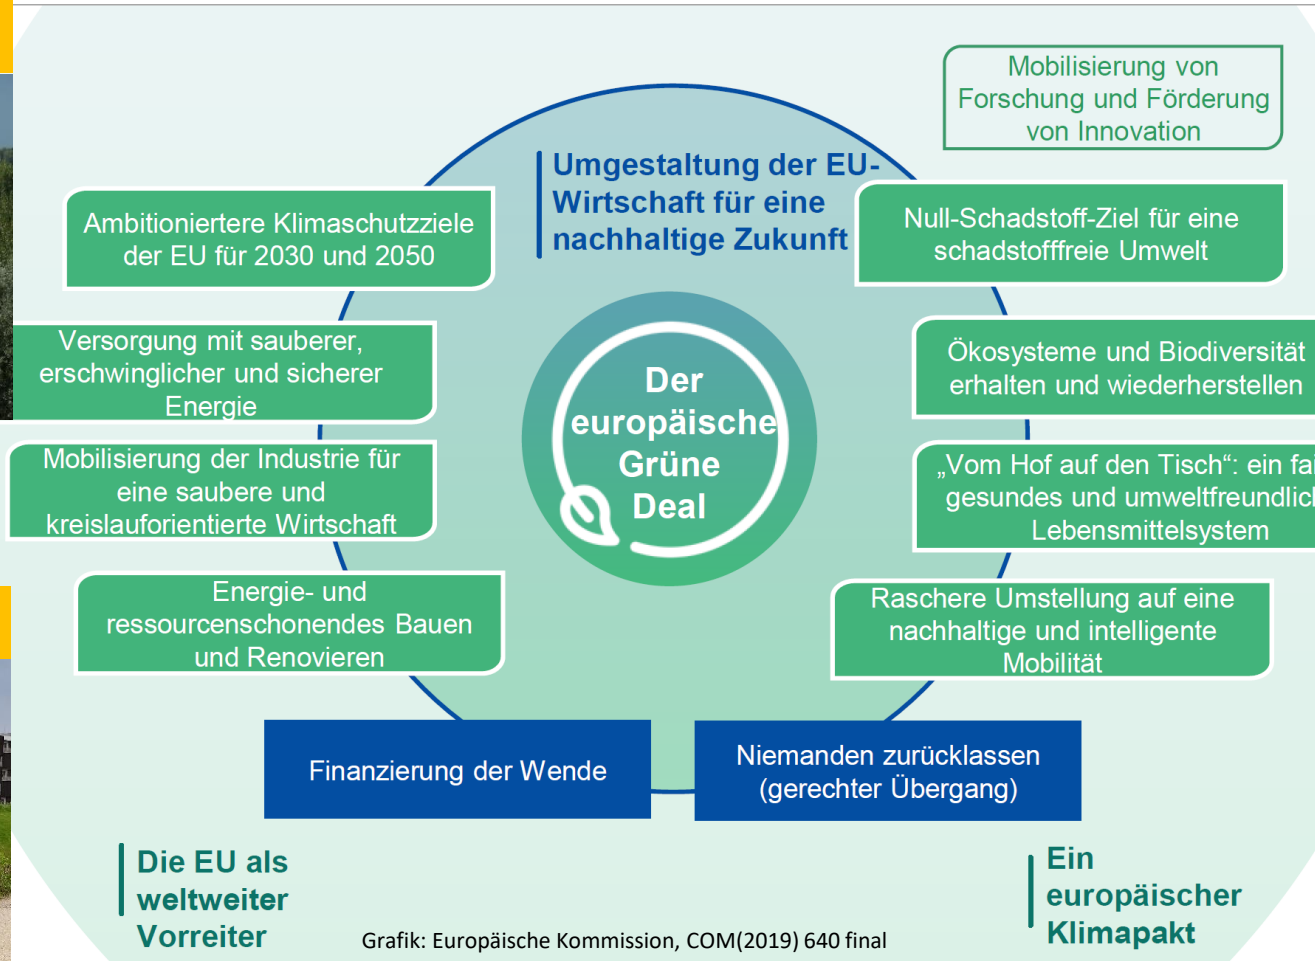 Mobilisierung von
Forschung und Förderung
von Innovation
Umgestaltung der EU-
Wirtschaft für eine
nachhaltige Zukunft
Ambitioniertere Klimaschutzziele
der EU für 2030 und 2050
Null-Schadstoff-Ziel für eine
schadstofffreie Umwelt
Versorgung mit sauberer,
erschwinglicher und sicherer
Energie
Ökosysteme und Biodiversität
erhalten und wiederherstellen
Der
europäische
Grüne
Deal
Mobilisierung der Industrie für
eine saubere und
kreislauforientierte Wirtschaft
„Vom Hof auf den Tisch“: ein
gesundes und
Lebensmittelsystem
Energie- und
ressourcenschonendes Bauen
und Renovieren
Raschere Umstellung auf eine
nachhaltige und intelligente
Mobilität
Finanzierung der Wende
Niemanden zurücklassen
(gerechter Übergang)
Die EU als
weltweiter
Vorreiter
Ein
europäischer
Klimapakt
Grafik: Europäische Kommission, COM(2019) 640 final